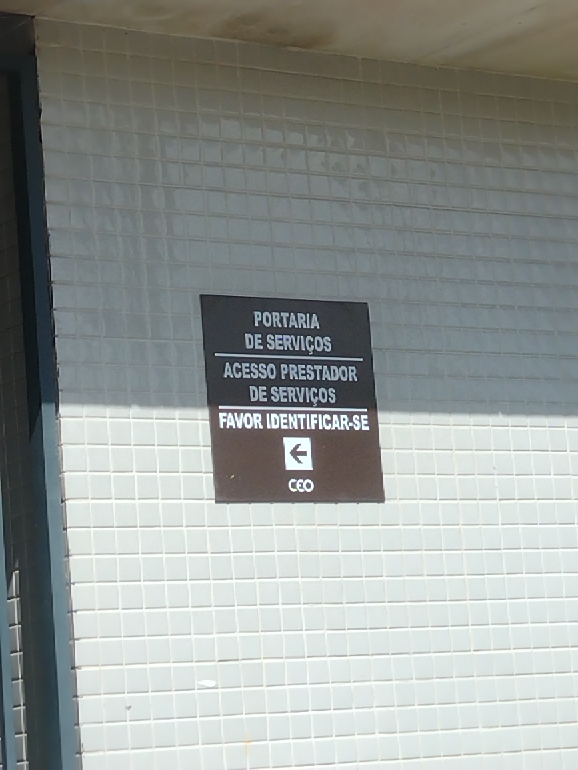 PORTARIA
DE SERVIÇOS
ACESSO PRESTADOR
DE SERVIÇOS
FAVOR IDENTIFICAR-SE
CEO